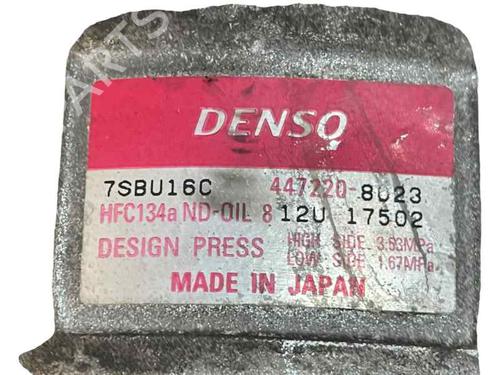 DENSO
7SBU16C 447220-8023
HFC134a ND-OIL 8 12U 17502
DESIGN PRESS HIGH SIDE 3.53MPa
LOW SIDE 1.67MPa
MADE IN JAPAN